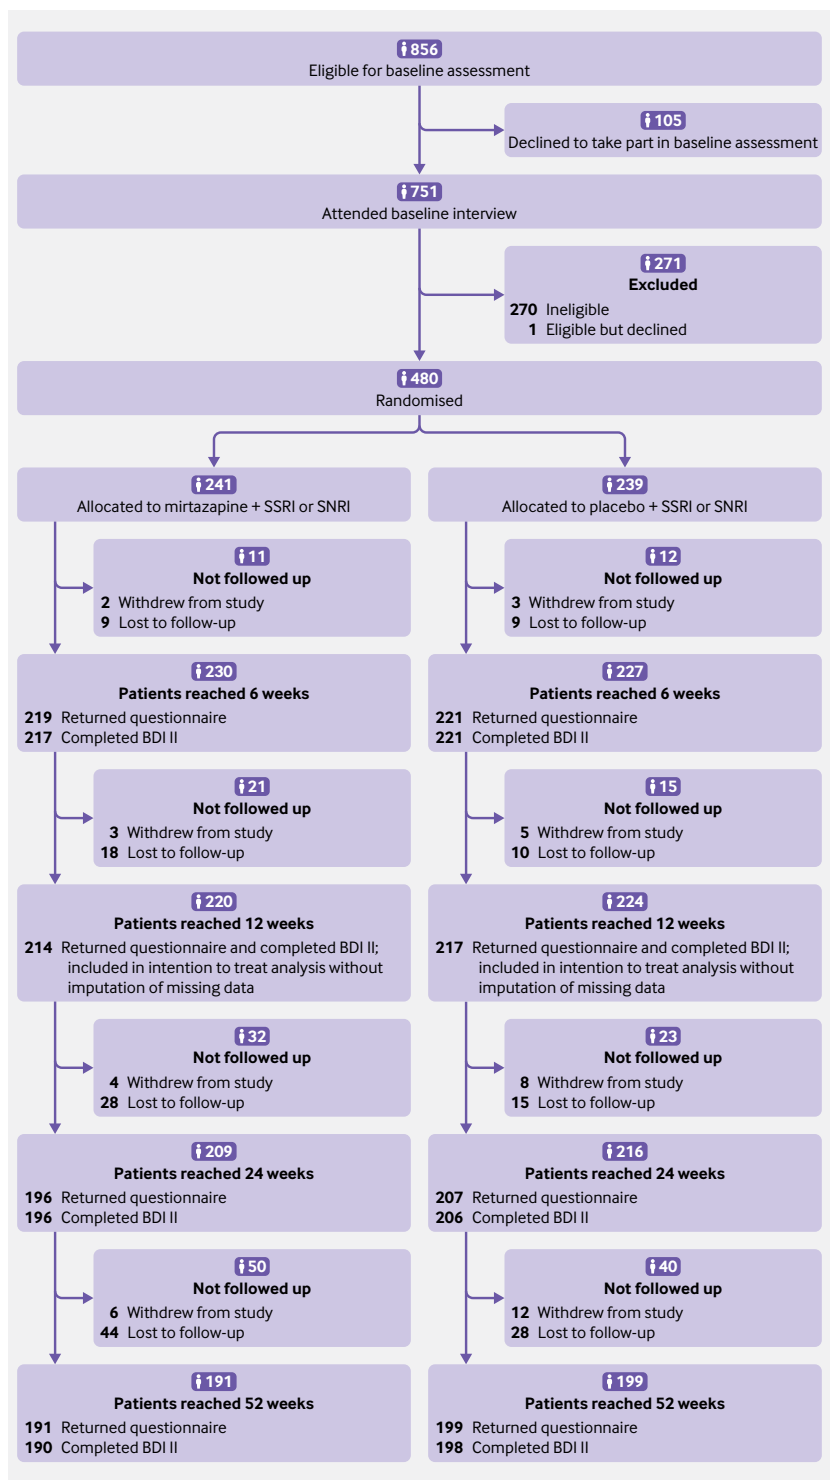 856
Eligible for baseline assessment
105
Declined to take part in baseline assessment
751
Attended baseline interview
271
Excluded
270 Ineligible
1 Eligible but declined
480
Randomised
241
Allocated to mirtazapine + SSRI or SNRI
11
Not followed up
2 Withdrew from study
9 Lost to follow-up
230
Patients reached 6 weeks
219 Returned questionnaire
217 Completed BDI II
21
Not followed up
3 Withdrew from study
18 Lost to follow-up
220
Patients reached 12 weeks
214 Returned questionnaire and completed BDI II;
included in intention to treat analysis without
imputation of missing data
32
Not followed up
4 Withdrew from study
28 Lost to follow-up
209
Patients reached 24 weeks
196 Returned questionnaire
196 Completed BDI II
50
Not followed up
6 Withdrew from study
44 Lost to follow-up
191
Patients reached 52 weeks
191 Returned questionnaire
190 Completed BDI II
239
Allocated to placebo + SSRI or SNRI
12
Not followed up
3 Withdrew from study
9 Lost to follow-up
227
Patients reached 6 weeks
221 Returned questionnaire
221 Completed BDI II
15
Not followed up
5 Withdrew from study
10 Lost to follow-up
224
Patients reached 12 weeks
217 Returned questionnaire and completed BDI II;
included in intention to treat analysis without
imputation of missing data
23
Not followed up
8 Withdrew from study
15 Lost to follow-up
216
Patients reached 24 weeks
207 Returned questionnaire
206 Completed BDI II
40
Not followed up
12 Withdrew from study
28 Lost to follow-up
199
Patients reached 52 weeks
199 Returned questionnaire
198 Completed BDI II